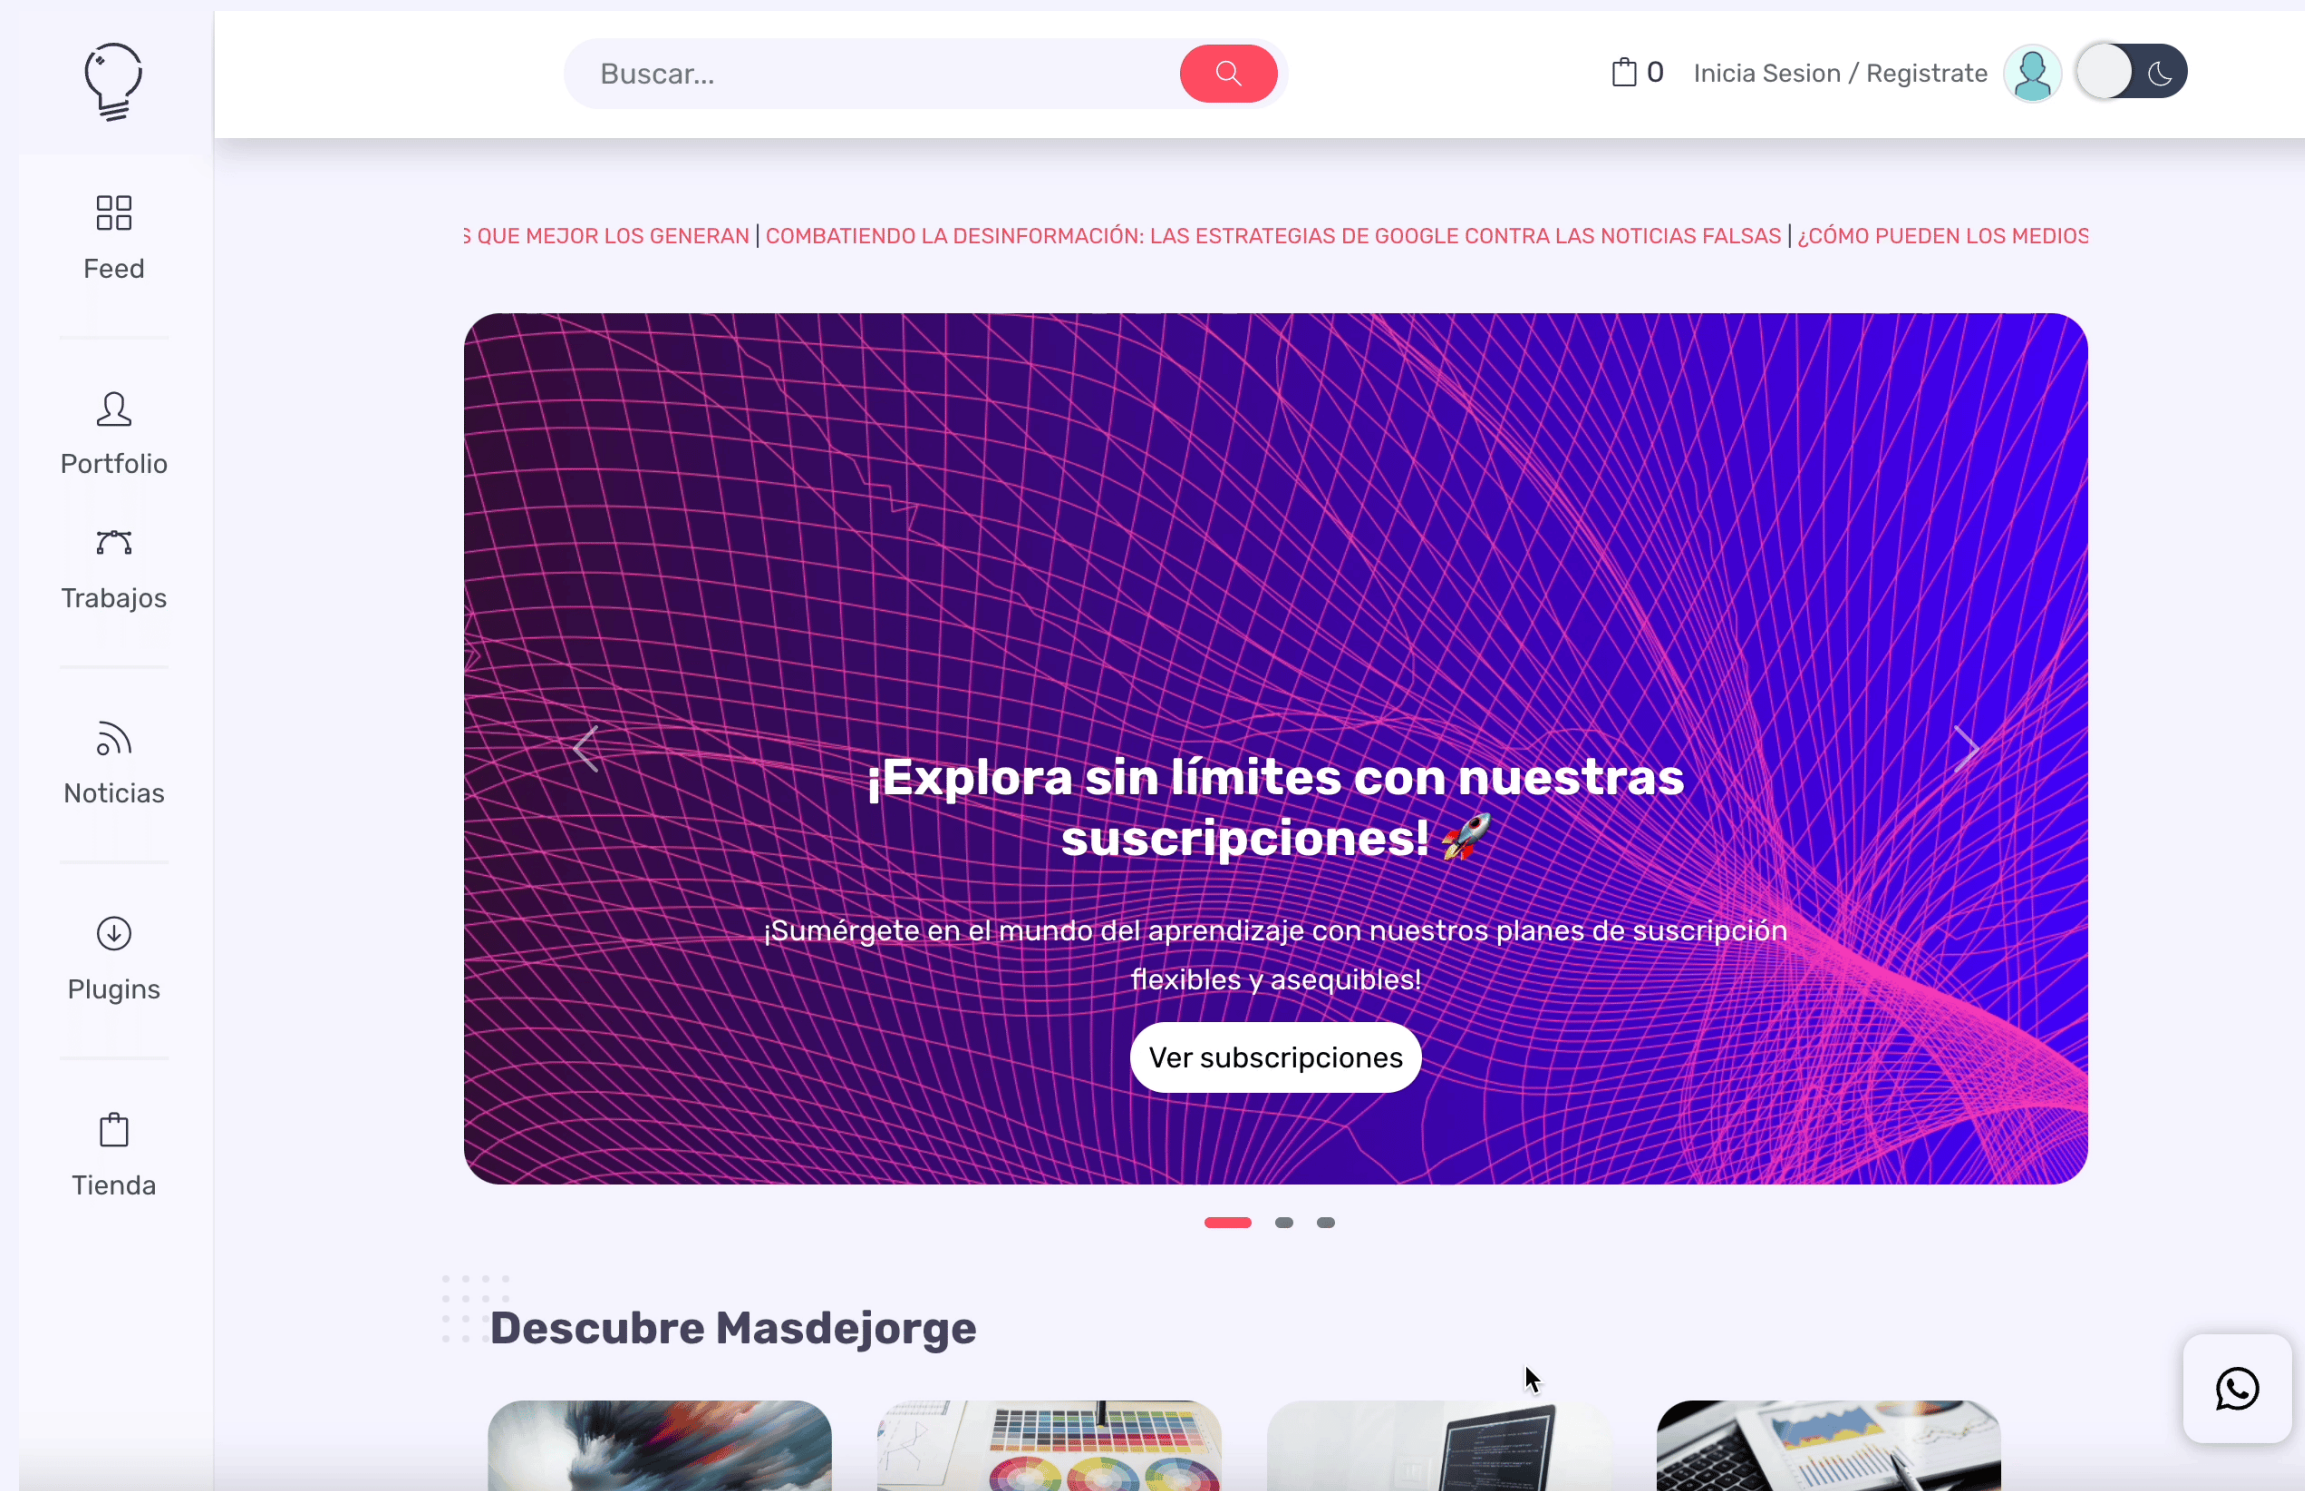 Buscar...
0
Inicia Sesion / Registrate
Feed
Portfolio
Trabajos
Noticias
Plugins
Tienda
S QUE MEJOR LOS GENERAN | COMBATIENDO LA DESINFORMACIÓN: LAS ESTRATEGIAS DE GOOGLE CONTRA LAS NOTICIAS FALSAS | ¿CÓMO PUEDEN LOS MEDIOS
¡Explora sin límites con nuestras
suscripciones! 🚀
¡Sumérgete en el mundo del aprendizaje con nuestros planes de suscripción
flexibles y asequibles!
Ver subscripciones
Descubre Masdejorge